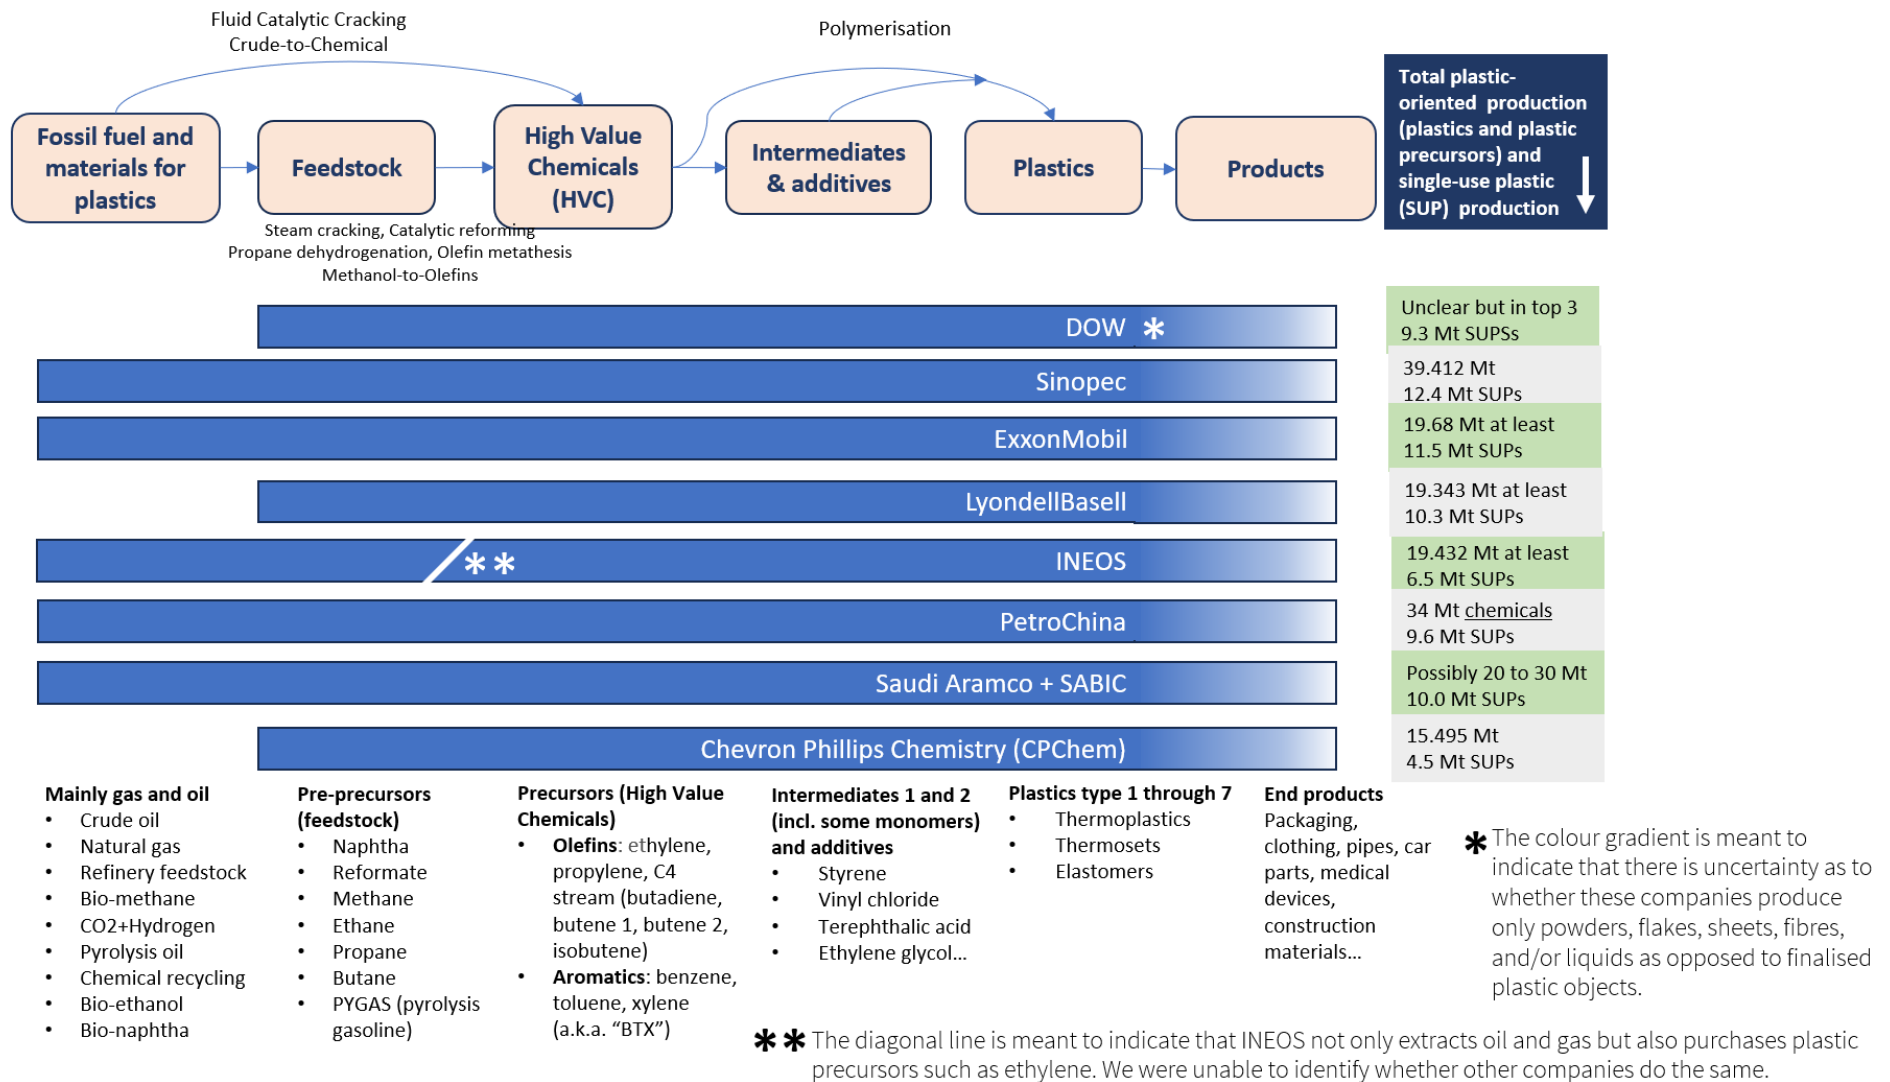 Fluid Catalytic Cracking
Crude-to-Chemical
Polymerisation
Fossil fuel and
materials for
plastics
Feedstock
High Value
Chemicals
(HVC)
Intermediates
& additives
Plastics
Products
Total plastic-
oriented production
(plastics and plastic
precursors) and
single-use plastic
(SUP) production
Steam cracking, Catalytic reforming
Propane dehydrogenation, Olefin metathesis
Methanol-to-Olefins
DOW *
Unclear but in top 3
9.3 Mt SUPSs
Sinopec
39.412 Mt
12.4 Mt SUPs
ExxonMobil
19.68 Mt at least
11.5 Mt SUPs
LyondellBasell
19.343 Mt at least
10.3 Mt SUPs
** INEOS
19.432 Mt at least
6.5 Mt SUPs
PetroChina
34 Mt chemicals
9.6 Mt SUPs
Saudi Aramco + SABIC
Possibly 20 to 30 Mt
10.0 Mt SUPs
Chevron Phillips Chemistry (CPChem)
15.495 Mt
4.5 Mt SUPs
Mainly gas and oil
• Crude oil
• Natural gas
• Refinery feedstock
• Bio-methane
• CO2+Hydrogen
• Pyrolysis oil
• Chemical recycling
• Bio-ethanol
• Bio-naphtha
Pre-precursors
(feedstock)
• Naphtha
• Reformate
• Methane
• Ethane
• Propane
• Butane
• PYGAS (pyrolysis
gasoline)
Precursors (High Value
Chemicals)
• Olefins: ethylene,
propylene, C4
stream (butadiene,
butene 1, butene 2,
isobutene)
• Aromatics: benzene,
toluene, xylene
(a.k.a. “BTX”)
Intermediates 1 and 2
(incl. some monomers)
and additives
• Styrene
• Vinyl chloride
• Terephthalic acid
• Ethylene glycol…
Plastics type 1 through 7
• Thermoplastics
• Thermosets
• Elastomers
End products
Packaging,
clothing, pipes, car
parts, medical
devices,
construction
materials…
* The colour gradient is meant to
indicate that there is uncertainty as to
whether these companies produce
only powders, flakes, sheets, fibres,
and/or liquids as opposed to finalised
plastic objects.
** The diagonal line is meant to indicate that INEOS not only extracts oil and gas but also purchases plastic
precursors such as ethylene. We were unable to identify whether other companies do the same.